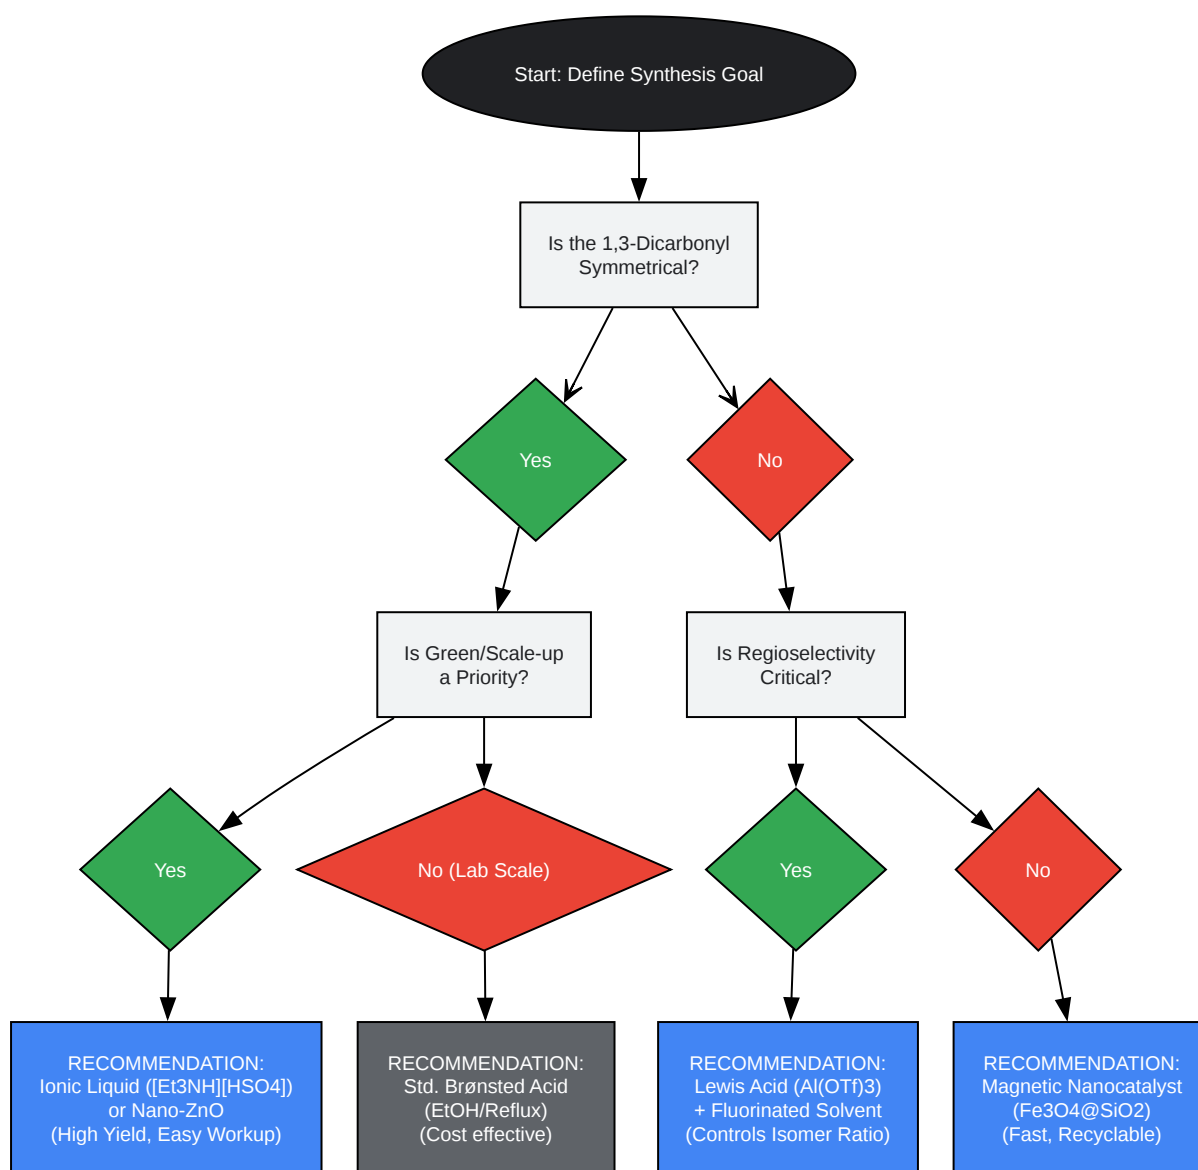 Start: Define Synthesis Goal
Is the 1,3-Dicarbonyl
Symmetrical?
Yes
No
Is Green/Scale-up
a Priority?
Is Regioselectivity
Critical?
Yes
No (Lab Scale)
Yes
No
RECOMMENDATION:
Ionic Liquid ([Et3NH][HSO4])
or Nano-ZnO
(High Yield, Easy Workup)
RECOMMENDATION:
Std. Brønsted Acid
(EtOH/Reflux)
(Cost effective)
RECOMMENDATION:
Lewis Acid (Al(OTf)3)
+ Fluorinated Solvent
(Controls Isomer Ratio)
RECOMMENDATION:
Magnetic Nanocatalyst
(Fe3O4@SiO2)
(Fast, Recyclable)